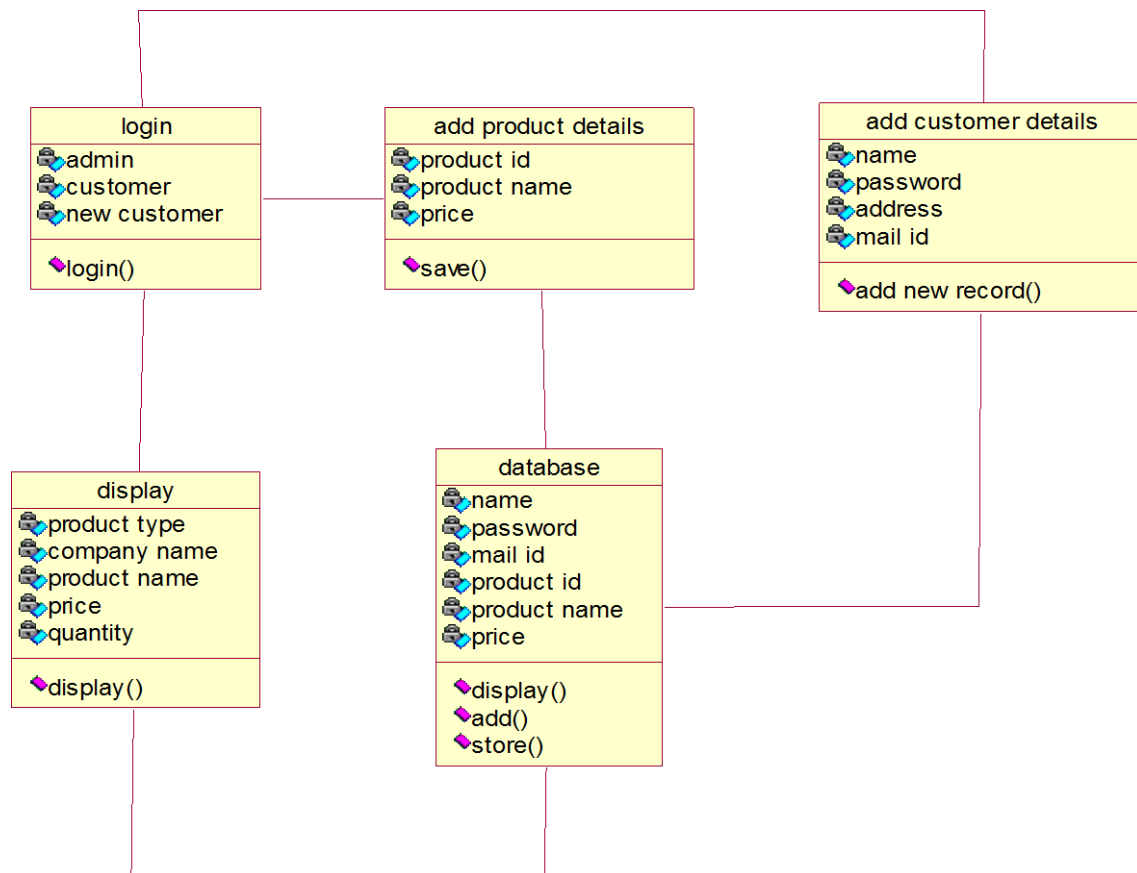 login
admin
customer
new customer
login()
add product details
product id
product name
price
save()
add customer details
name
password
address
mail id
add new record()
display
product type
company name
product name
price
quantity
display()
database
name
password
mail id
product id
product name
price
display()
add()
store()